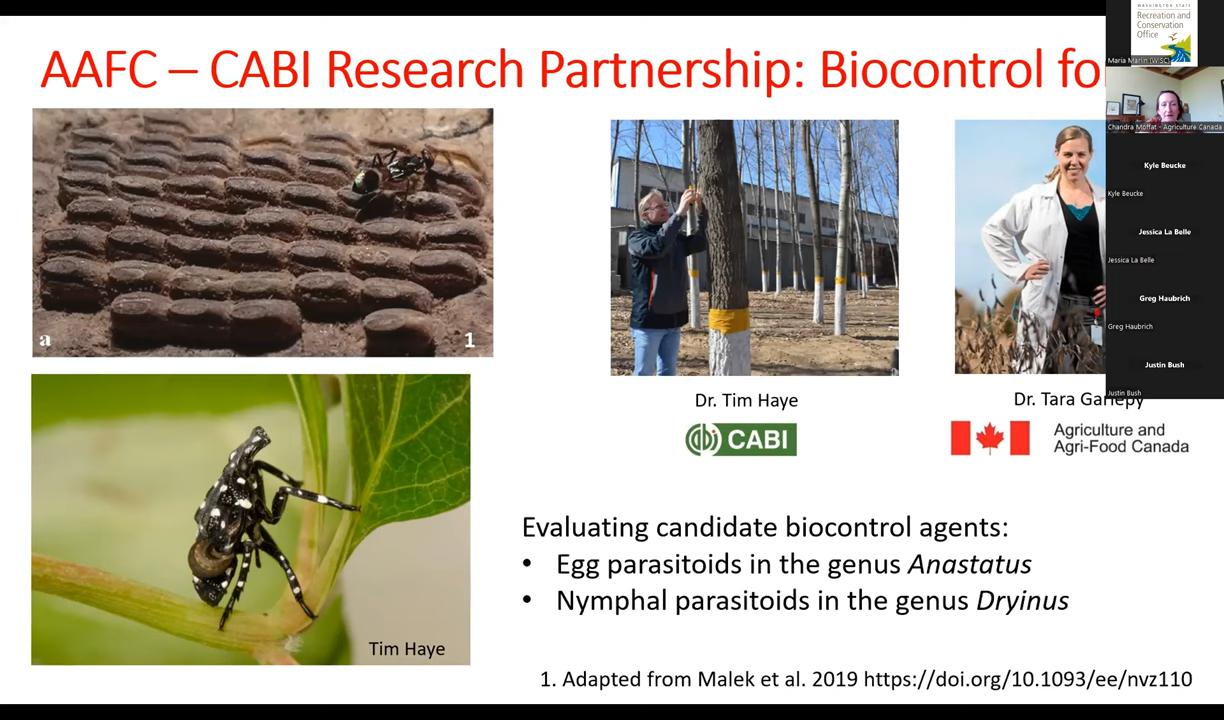 AAFC – CABI Research Partnership: Biocontrol fo
WASHINGTON STATE
Recreation and
Conservation
Office
Maria Marlin (WISC)
Chandra Moffat - Agriculture Canada
Kyle Beucke
Kyle Beucke
Jessica La Belle
Jessica La Belle
Greg Haubrich
Greg Haubrich
Justin Bush
Justin Bush
a
1
Tim Haye
Dr. Tim Haye
CABI
Dr. Tara Gariepy
Agriculture and
Agri-Food Canada
Evaluating candidate biocontrol agents:
• Egg parasitoids in the genus Anastatus
• Nymphal parasitoids in the genus Dryinus
1. Adapted from Malek et al. 2019 https://doi.org/10.1093/ee/nvz110